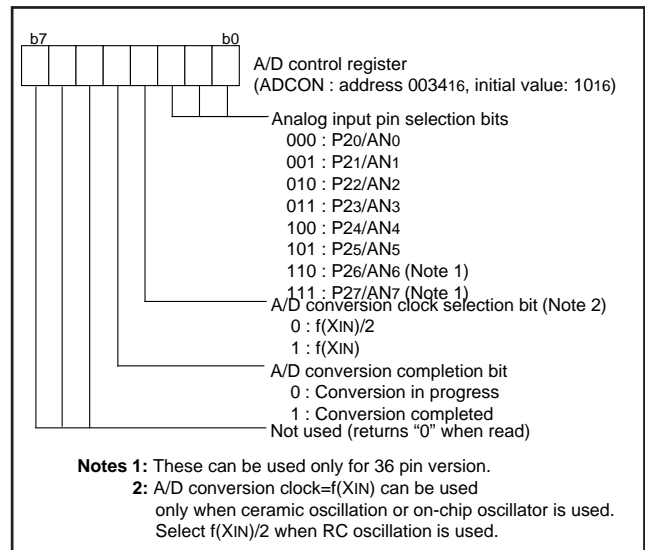 b7 b0
A/D control register
(ADCON : address 003416, initial value: 1016)
Analog input pin selection bits
000 : P20/AN0
001 : P21/AN1
010 : P22/AN2
011 : P23/AN3
100 : P24/AN4
101 : P25/AN5
110 : P26/AN6 (Note 1)
111 : P27/AN7 (Note 1)
A/D conversion clock selection bit (Note 2)
0 : f(XIN)/2
1 : f(XIN)
A/D conversion completion bit
0 : Conversion in progress
1 : Conversion completed
Not used (returns “0” when read)
Notes 1: These can be used only for 36 pin version.
2: A/D conversion clock=f(XIN) can be used
only when ceramic oscillation or on-chip oscillator is used.
Select f(XIN)/2 when RC oscillation is used.